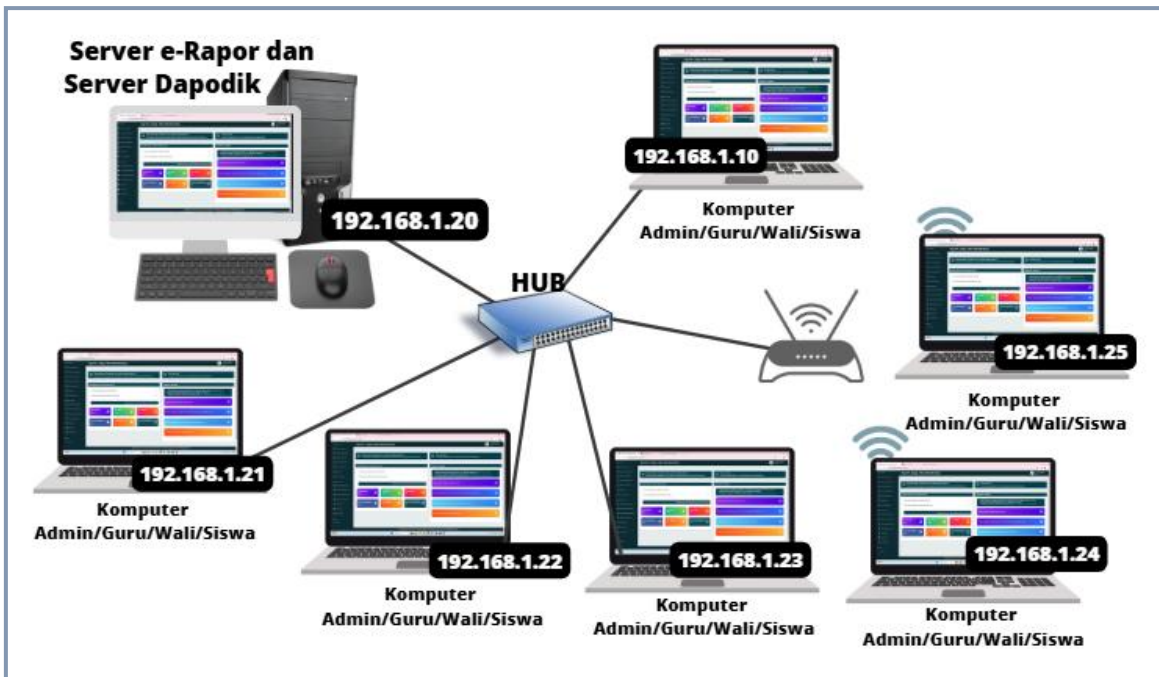 Server e-Rapor dan
Server Dapodik
192.168.1.20
192.168.1.10
Komputer
Admin/Guru/Wali/Siswa
HUB
192.168.1.25
Komputer
Admin/Guru/Wali/Siswa
192.168.1.21
Komputer
Admin/Guru/Wali/Siswa
192.168.1.22
Komputer
Admin/Guru/Wali/Siswa
192.168.1.23
Komputer
Admin/Guru/Wali/Siswa
192.168.1.24
Komputer
Admin/Guru/Wali/Siswa